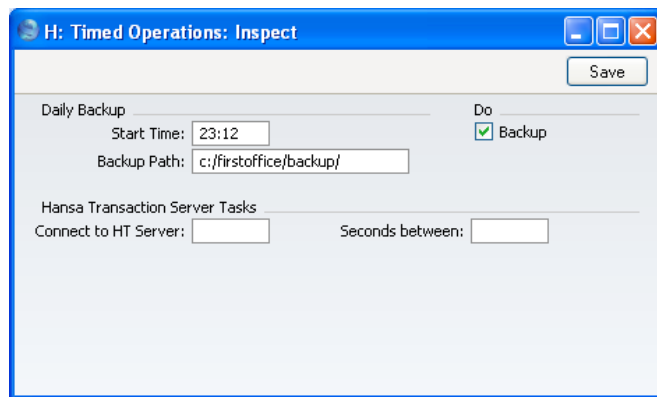 H: Timed Operations: Inspect
Save
Daily Backup Do
Start Time: 23:12 Backup
Backup Path: c:/firstoffice/backup/
Hansa Transaction Server Tasks
Connect to HT Server: Seconds between: